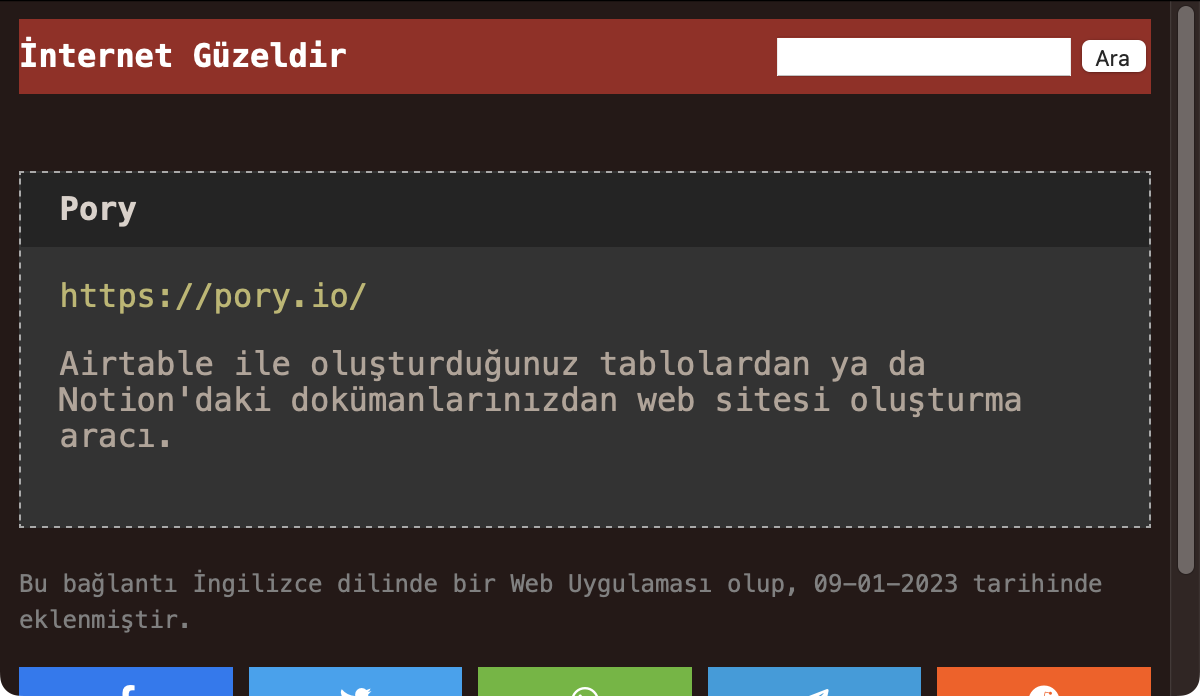 İnternet Güzeldir
Ara
Pory
https://pory.io/
Airtable ile oluşturduğunuz tablolardan ya da
Notion'daki dokümanlarınızdan web sitesi oluşturma
aracı.
Bu bağlantı İngilizce dilinde bir Web Uygulaması olup, 09-01-2023 tarihinde
eklenmiştir.